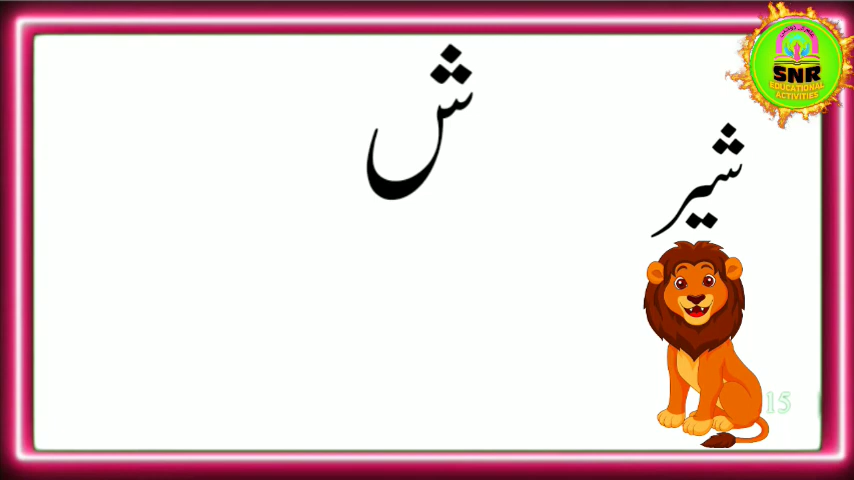 ش
شیر
SNR
EDUCATIONAL
ACTIVITIES
15